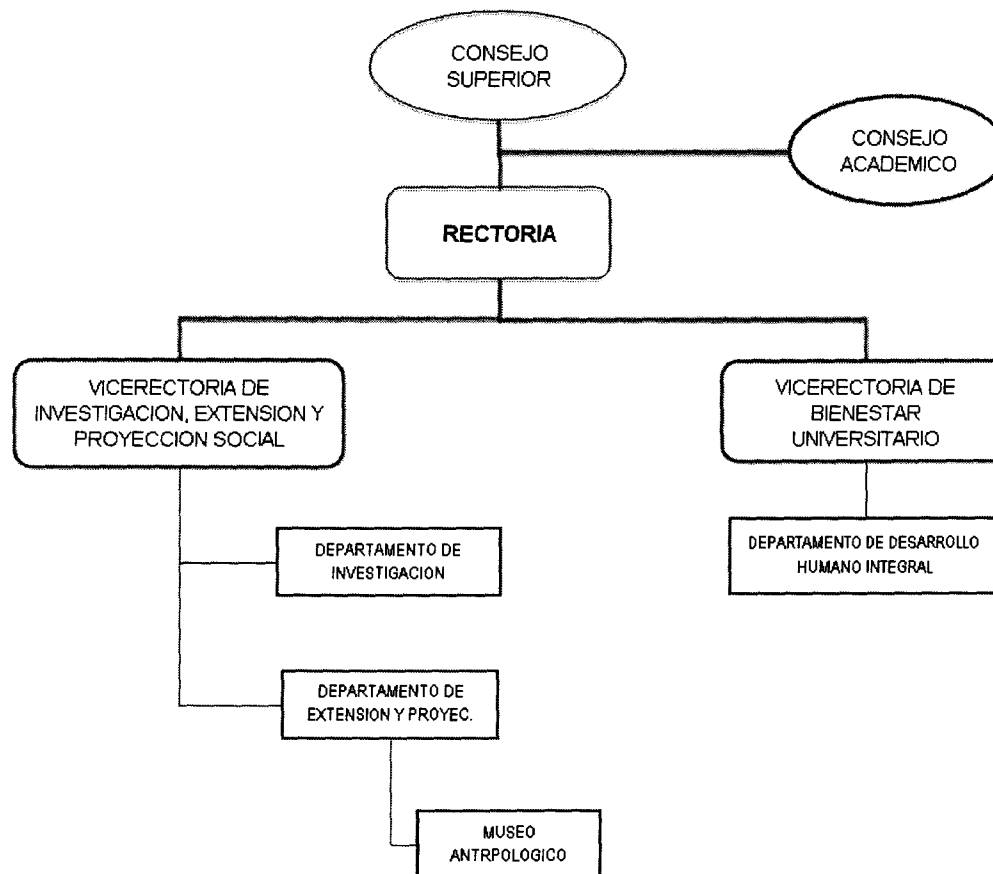 CONSEJO
SUPERIOR
CONSEJO
ACADEMICO
RECTORIA
VICERECTORIA DE
INVESTIGACION, EXTENSION Y
PROYECCION SOCIAL
VICERECTORIA DE
BIENESTAR
UNIVERSITARIO
DEPARTAMENTO DE
INVESTIGACION
DEPARTAMENTO DE DESARROLLO
HUMANO INTEGRAL
DEPARTAMENTO DE
EXTENSION Y PROYEC.
MUSEO
ANTRPOLOGICO